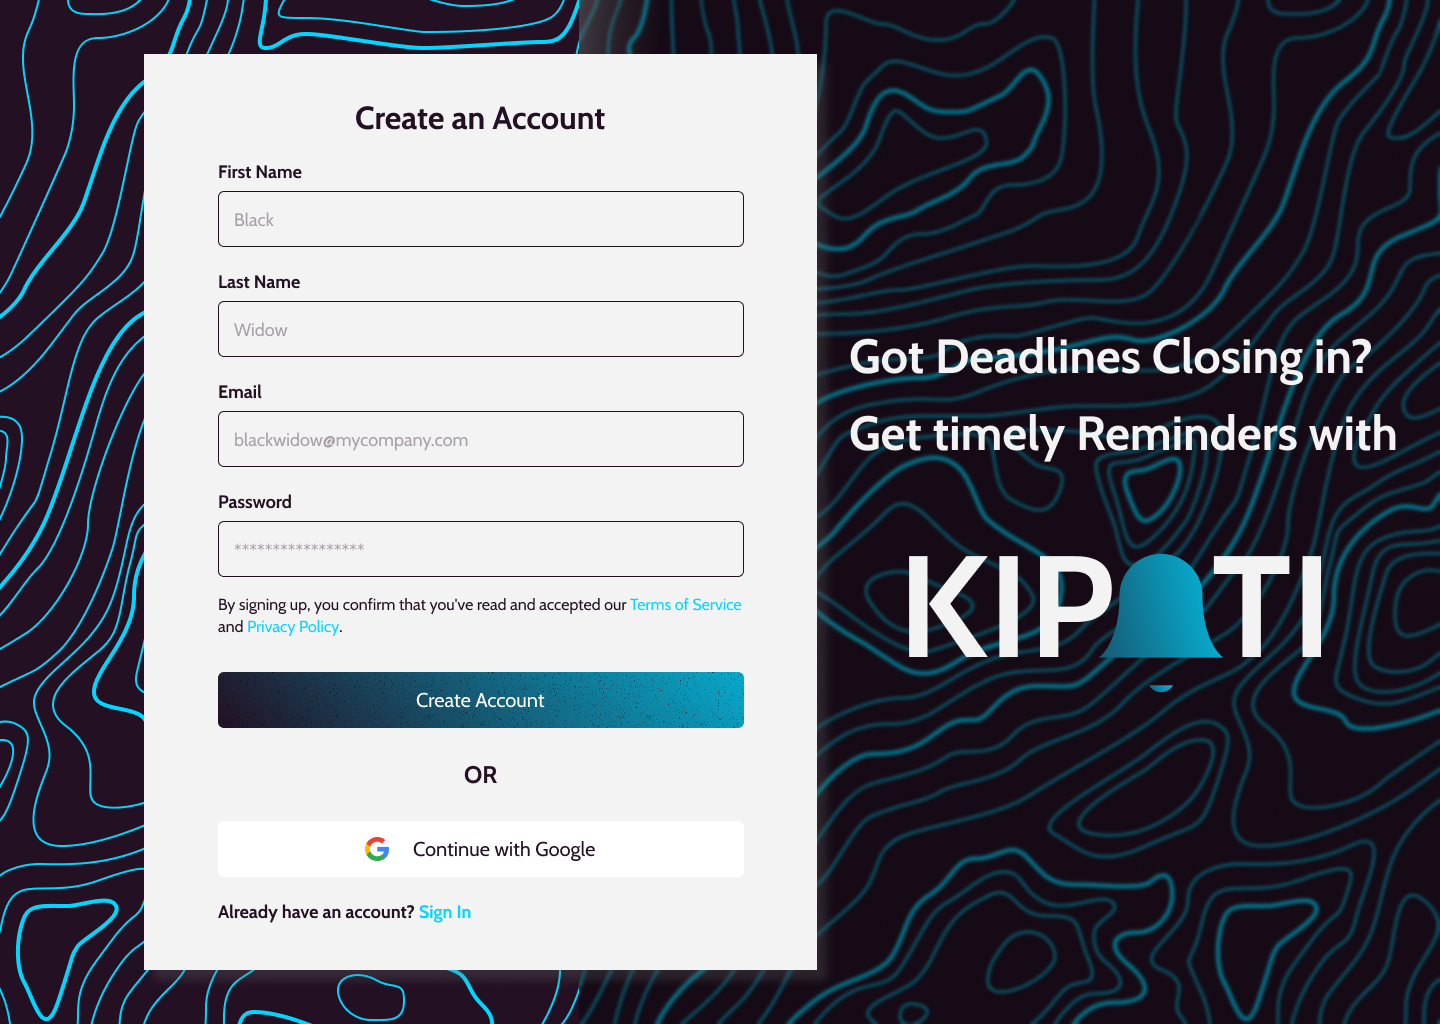 Create an Account
First Name
Black
Last Name
Widow
Email
blackwidow@mycompany.com
Password
*****************
By signing up, you confirm that you've read and accepted our Terms of Service
and Privacy Policy.
Create Account
OR
Continue with Google
Already have an account? Sign In
Got Deadlines Closing in?
Get timely Reminders with
KIPATI